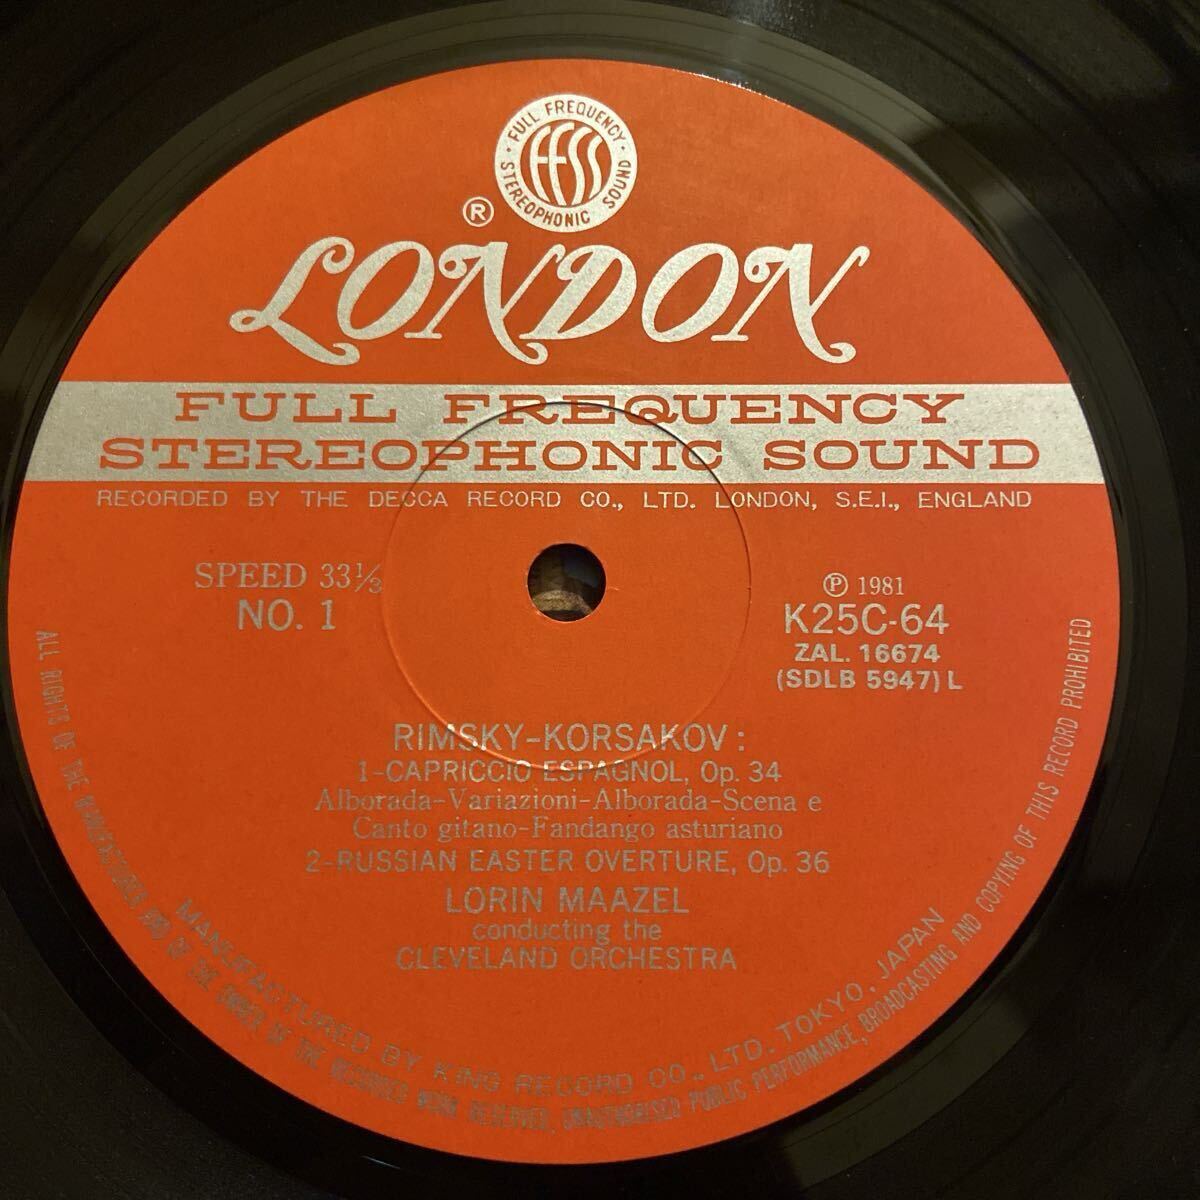 FULL FREQUENCY
STEREOPHONIC SOUND
FFSS
®
LONDON
FULL FREQUENCY
STEREOPHONIC SOUND
RECORDED BY THE DECCA RECORD CO., LTD. LONDON, S.E.I., ENGLAND
SPEED 33⅓
NO. 1
Ⓟ 1981
K25C-64
ZAL. 16674
(SDLB 5947) L
RIMSKY-KORSAKOV :
1-CAPRICCIO ESPAGNOL, Op. 34
Alborada-Variazioni-Alborada-Scena e
Canto gitano-Fandango asturiano
2-RUSSIAN EASTER OVERTURE, Op. 36
LORIN MAAZEL
conducting the
CLEVELAND ORCHESTRA
MANUFACTURED BY KING RECORD CO., LTD. TOKYO, JAPAN
ALL RIGHTS OF THE MANUFACTURER AND OF THE OWNER OF THE RECORDED WORK RESERVED, UNAUTHORISED PUBLIC PERFORMANCE, BROADCASTING AND COPYING OF THIS RECORD PROHIBITED